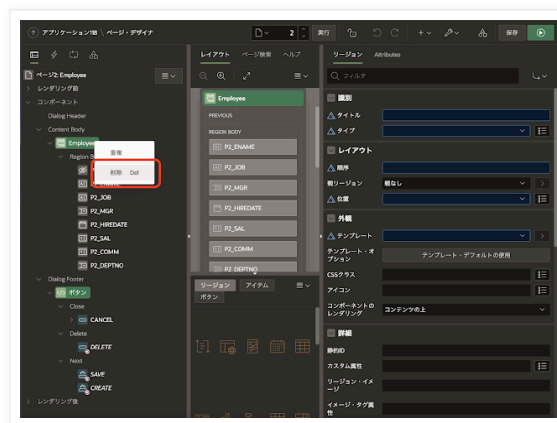 アプリケーション118 \ ページ・デザイナ
2
実行
保存
ページ2: Employee
レンダリング前
コンポーネント
Dialog Header
Content Body
Employee
Region B
重複
削除 Del
P2_JOB
P2_MGR
P2_HIREDATE
P2_SAL
P2_COMM
P2_DEPTNO
Dialog Footer
ボタン
Close
CANCEL
Delete
DELETE
Next
SAVE
CREATE
レンダリング後
レイアウト ページ検索 ヘルプ
Employee
PREVIOUS
REGION BODY
P2_ENAME
P2_JOB
P2_MGR
P2_HIREDATE
P2_SAL
P2_COMM
P2_DEPTNO
リージョン アイテム
ボタン
リージョン Attributes
フィルタ
識別
タイトル
タイプ
レイアウト
順序
親リージョン 親なし
位置
外観
テンプレート
テンプレート・オ
プション テンプレート・デフォルトの使用
CSSクラス
アイコン
コンポーネントの
レンダリング コンテンツの上
詳細
静的ID
カスタム属性
リージョン・イメ
ージ
イメージ・タグ属
性